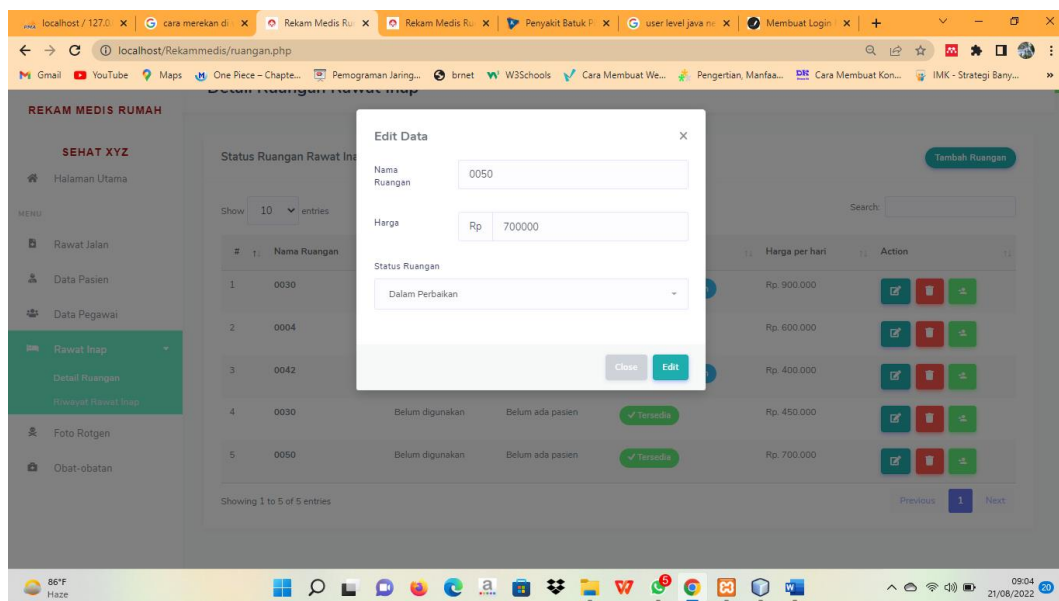 localhost / 127.0
cara merekan di
Rekam Medis Ru
Rekam Medis Ru
Penyakit Batuk P
user level java ne
Membuat Login
localhost/Rekammedis/ruangan.php
Gmail
YouTube
Maps
One Piece – Chapte...
Pemograman Jaring...
brnet
W3Schools
Cara Membuat We...
Pengertian, Manfaa...
Cara Membuat Kon...
IMK - Strategi Bany...
»
Detail Ruangan Rawat Inap
REKAM MEDIS RUMAH
SEHAT XYZ
Halaman Utama
MENU
Rawat Jalan
Data Pasien
Data Pegawai
Rawat Inap
Detail Ruangan
Riwayat Rawat Inap
Foto Rotgen
Obat-obatan
Status Ruangan Rawat Ina
Tambah Ruangan
Show 10 entries
Search:
# Nama Ruangan Harga per hari Action
1 0030 Rp. 900.000
2 0004 Rp. 600.000
3 0042 Rp. 400.000
4 0030 Belum digunakan Belum ada pasien Tersedia Rp. 450.000
5 0050 Belum digunakan Belum ada pasien Tersedia Rp. 700.000
Showing 1 to 5 of 5 entries
Previous 1 Next
Edit Data
Nama
Ruangan
0050
Harga
Rp 700000
Status Ruangan
Dalam Perbaikan
Close Edit
86°F
Haze
5
09:04
21/08/2022
20